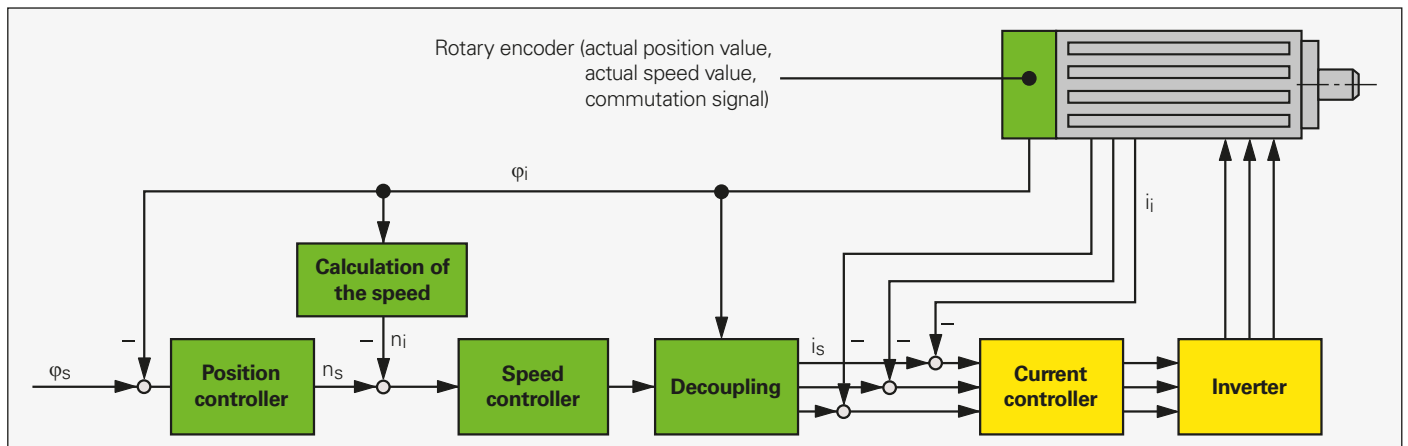 Rotary encoder (actual position value,
actual speed value,
commutation signal)
φi
ii
Calculation of
the speed
–
–
ni
is
–
–
–
φs
Position
controller
ns
Speed
controller
Decoupling
Current
controller
Inverter